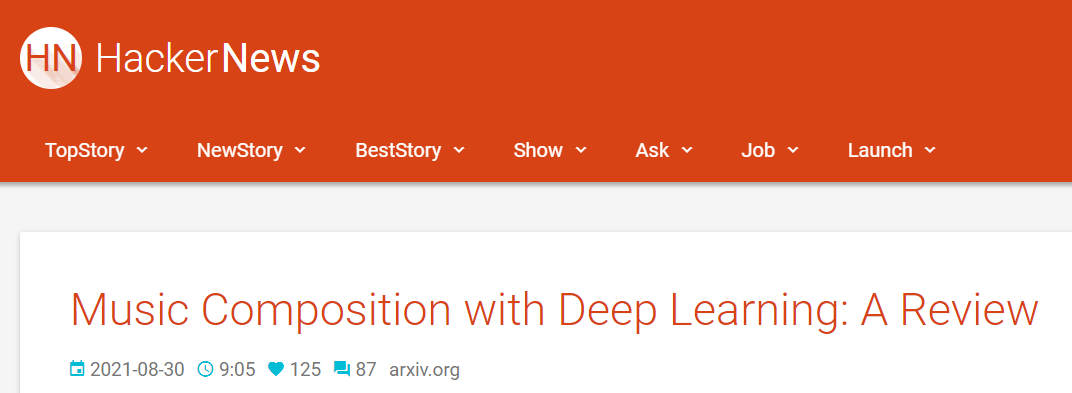 HN HackerNews
TopStory NewStory BestStory Show Ask Job Launch
Music Composition with Deep Learning: A Review
2021-08-30 9:05 125 87 arxiv.org